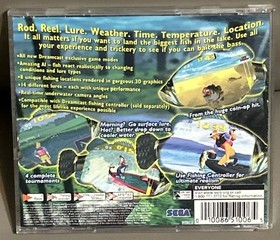 Rod. Reel. Lure. Weather. Time. Temperature. Location.
It all matters if you want to land the biggest fish in the lake. Use all
your experience and trickery to see if you can bait the bass.
•All new Dreamcast exclusive game modes
•Amazing AI – fish react realistically to changing
conditions and lure types
•8 unique fishing locations rendered in gorgeous 3D graphics
•14 different lures – each with unique performance
•Real-time underwater camera angles
•Compatible with Dreamcast fishing controller (sold separately)
for the most lifelike experience possible
From the huge coin-op hit.
Morning? Go surface lure.
Hot? Better drop down to
cooler water.
4 complete
tournaments
Use Fishing Controller for
ultimate realism
EVERYONE
SEGA
10086 51006